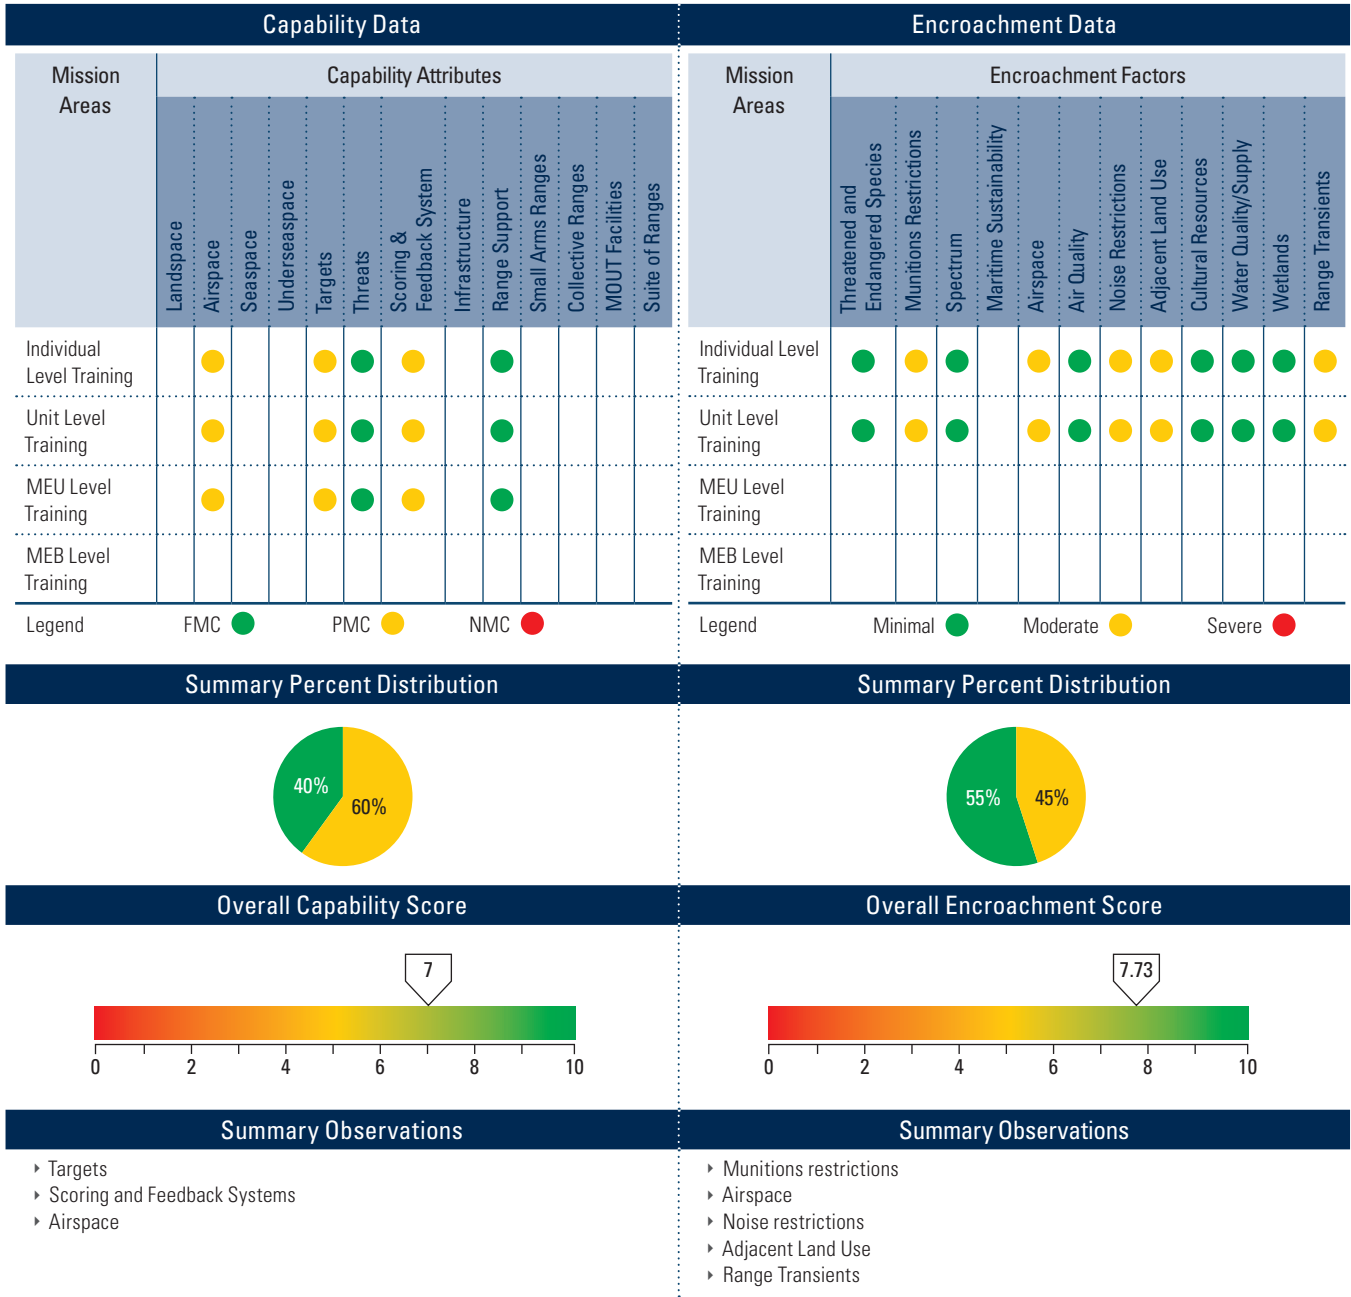 Capability Data
Mission
Areas
Capability Attributes
Landspace
Airspace
Seaspace
Underseaspace
Targets
Threats
Scoring &
Feedback System
Infrastructure
Range Support
Small Arms Ranges
Collective Ranges
MOUT Facilities
Suite of Ranges
Individual
Level Training
Unit Level
Training
MEU Level
Training
MEB Level
Training
Legend
FMC
PMC
NMC
Summary Percent Distribution
40%
60%
Overall Capability Score
7
0
2
4
6
8
10
Summary Observations
Targets
Scoring and Feedback Systems
Airspace
Encroachment Data
Mission
Areas
Encroachment Factors
Threatened and
Endangered Species
Munitions Restrictions
Spectrum
Maritime Sustainability
Airspace
Air Quality
Noise Restrictions
Adjacent Land Use
Cultural Resources
Water Quality/Supply
Wetlands
Range Transients
Individual Level
Training
Unit Level
Training
MEU Level
Training
MEB Level
Training
Legend
Minimal
Moderate
Severe
Summary Percent Distribution
55%
45%
Overall Encroachment Score
7.73
0
2
4
6
8
10
Summary Observations
Munitions restrictions
Airspace
Noise restrictions
Adjacent Land Use
Range Transients